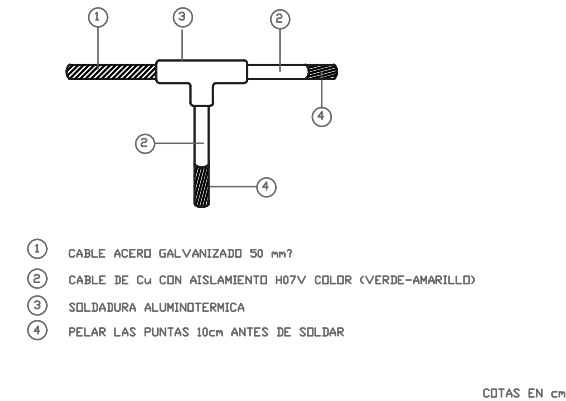 1
3
2
4
2
4
1 CABLE ACERO GALVANIZADO 50 mm?
2 CABLE DE Cu CON AISLAMIENTO H07V COLOR (VERDE-AMARILLO)
3 SOLDADURA ALUMINOTERMICA
4 PELAR LAS PUNTAS 10cm ANTES DE SOLDAR
COTAS EN cm